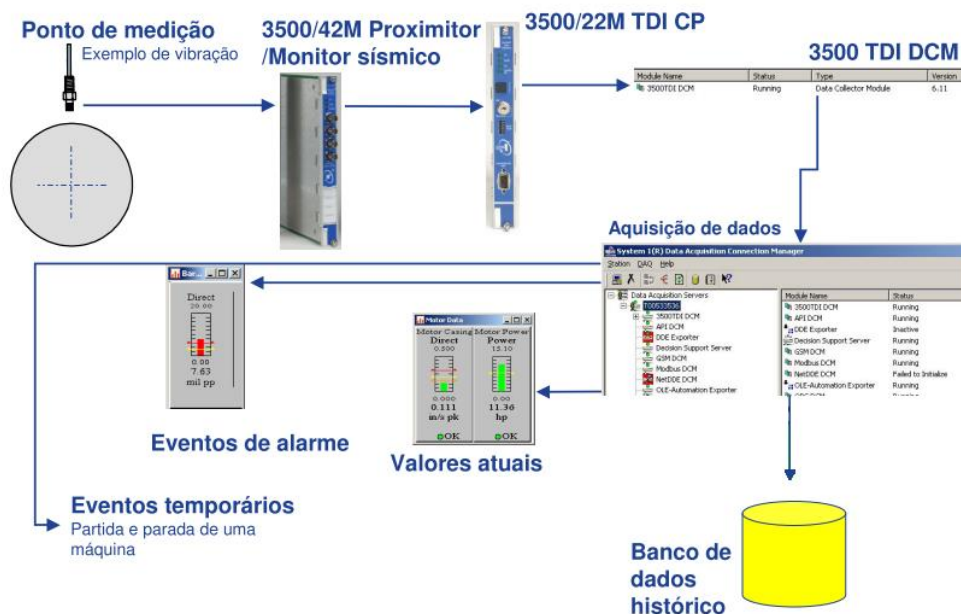 Ponto de medição
Exemplo de vibração
3500/42M Proximitor
/Monitor sísmico
3500/22M TDI CP
3500 TDI DCM
Module Name Status Type Version
3500TDI DCM Running Data Collector Module 6.11
Aquisição de dados
System 1(R) Data Acquisition Connection Manager
Station DAQ Help
Data Acquisition Servers
T00533536
3500TDI DCM
API DCM
DDE Exporter
Decision Support Server
GSM DCM
Modbus DCM
NetDDE DCM
OLE-Automation Exporter
Module Name Status
3500TDI DCM Running
API DCM Running
DDE Exporter Inactive
Decision Support Server Running
GSM DCM Running
Modbus DCM Running
NetDDE DCM Failed to Initialize
OLE-Automation Exporter Running
Bar...
Direct
20.00
0.00
7.63
mil pp
Motor Data
Motor Casing Motor Power
Direct Power
0.500 15.10
0.000 0.00
0.111 11.36
in/s pk hp
OK OK
Eventos de alarme
Valores atuais
Eventos temporários
Partida e parada de uma
máquina
Banco de
dados
histórico